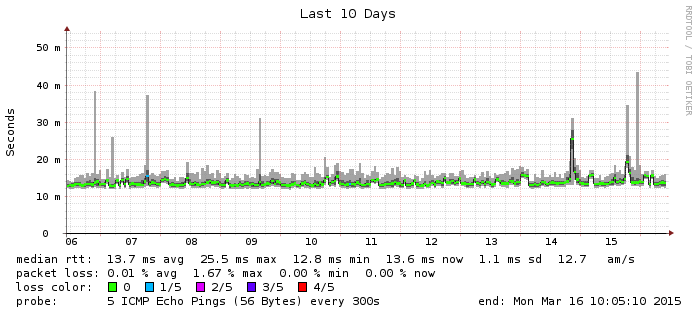 Last 10 Days
RRDTOOL / TOBI OETIKER
Seconds
50 m
40 m
30 m
20 m
10 m
0
06 07 08 09 10 11 12 13 14 15
median rtt: 13.7 ms avg 25.5 ms max 12.8 ms min 13.6 ms now 1.1 ms sd 12.7 am/s
packet loss: 0.01 % avg 1.67 % max 0.00 % min 0.00 % now
loss color: 0 1/5 2/5 3/5 4/5
probe: 5 ICMP Echo Pings (56 Bytes) every 300s end: Mon Mar 16 10:05:10 2015